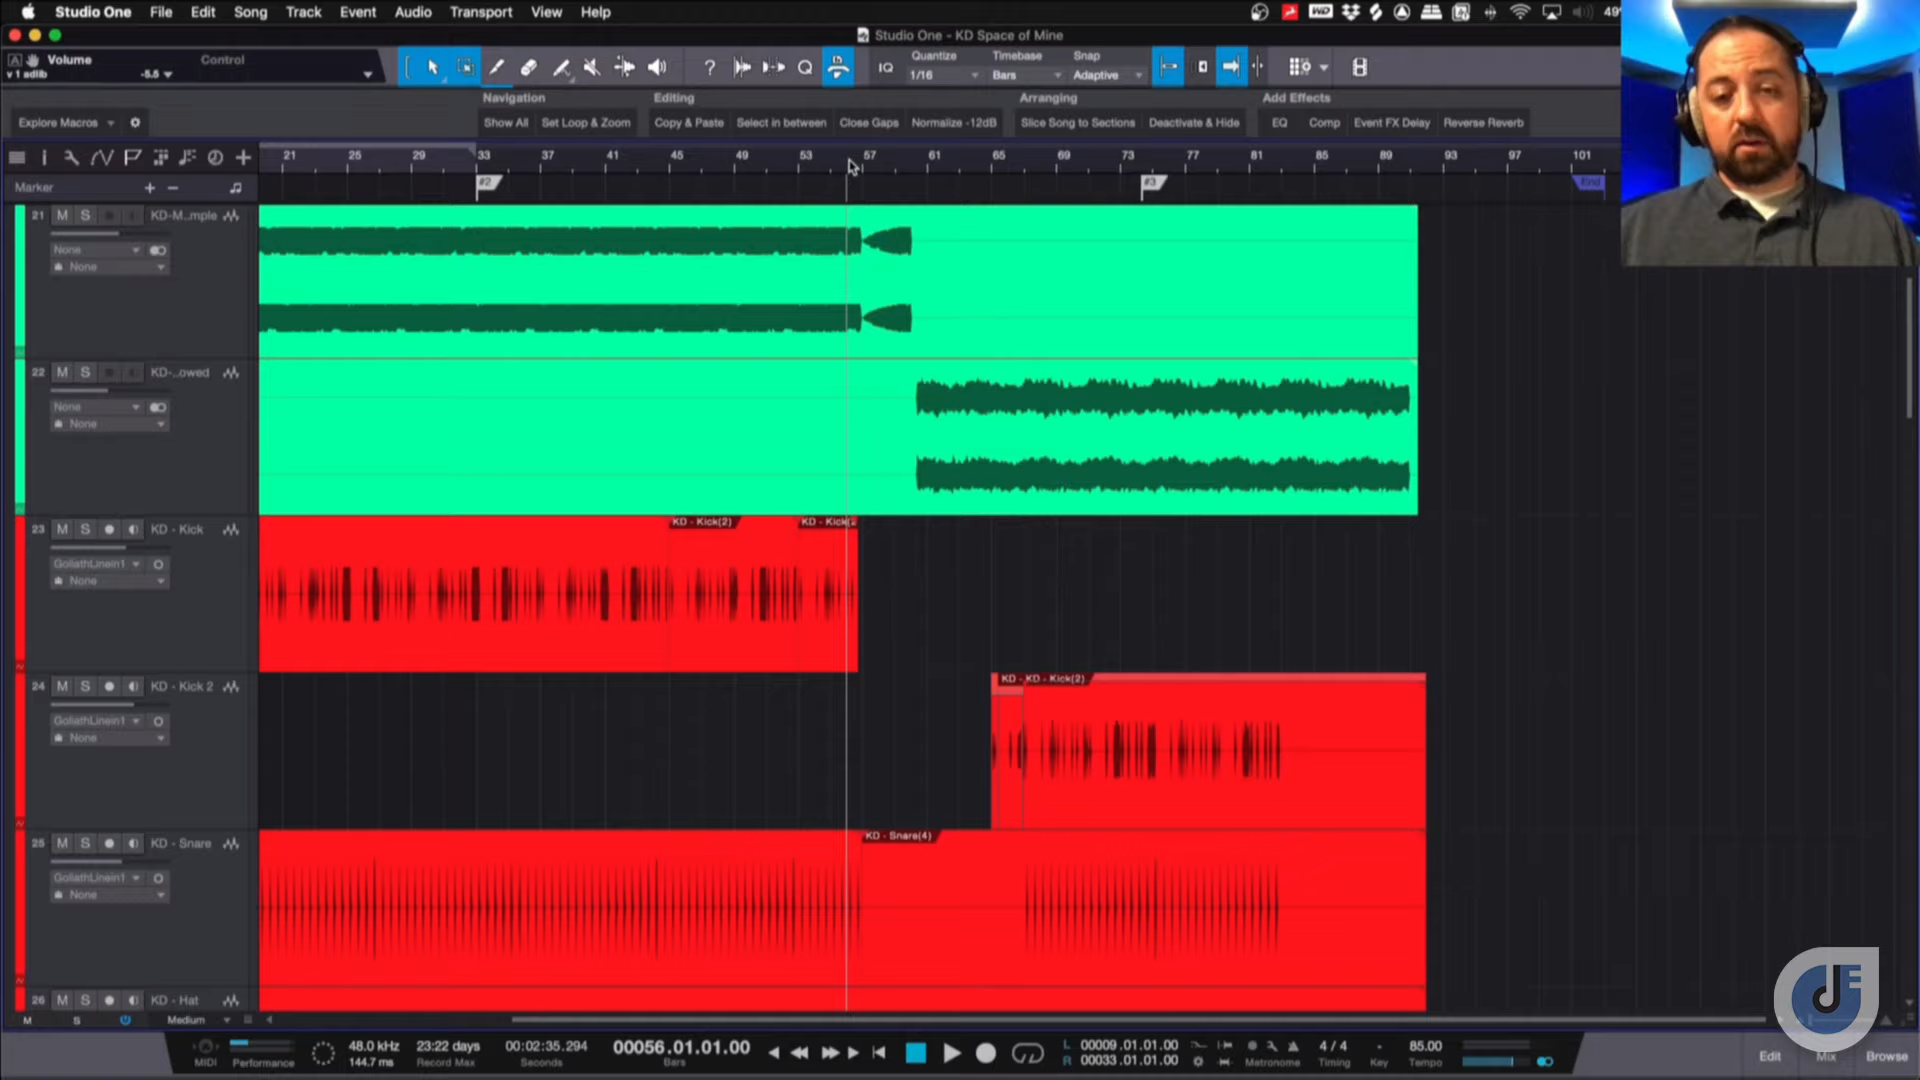 Studio One File Edit Song Track Event Audio Transport View Help
Studio One - KD Space of Mine
Volume Control
v 1 adlib -5.5
IQ Quantize Timebase Snap
1/16 Bars Adaptive
Navigation Editing Arranging Add Effects
Explore Macros Show All Set Loop & Zoom Copy & Paste Select in between Close Gaps Normalize -12dB Slice Song to Sections Deactivate & Hide EQ Comp Event FX Delay Reverse Reverb
21 25 29 33 37 41 45 49 53 57 61 65 69 73 77 81 85 89 93 97 101
Marker + - #2 #3 End
21 M S KD-M..mple
None
None
22 M S KD-..owed
None
None
23 M S KD - Kick KD - Kick(2) KD - Kick(2
GoliathLinein1
None
24 M S KD - Kick 2 KD - KD - Kick(2)
GoliathLinein1
None
25 M S KD - Snare KD - Snare(4)
GoliathLinein1
None
26 M S KD - Hat
M S Medium
MIDI Performance
48.0 kHz 23:22 days 00:02:35.294 00056.01.01.00 L 00009.01.01.00 4 / 4 - 85.00
144.7 ms Record Max Seconds Bars R 00033.01.01.00 Metronome Timing Key Tempo
Edit Mix Browse